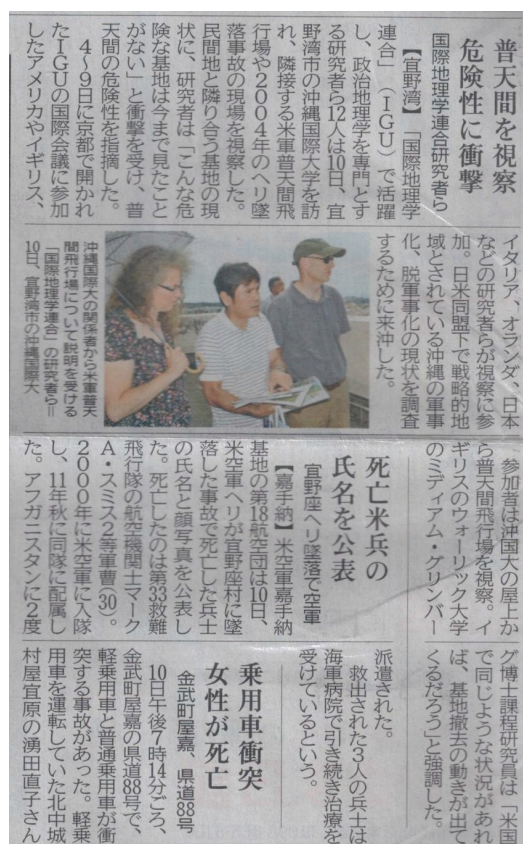 普天間を視察
危険性に衝撃
国際地理学連合研究者ら
【宜野湾】「国際地理学
連合」（ＩＧＵ）で活躍
し、政治地理学を専門とす
る研究者ら12人は10日、宜
野湾市の沖縄国際大学を訪
れ、隣接する米軍普天間飛
行場や２００４年のヘリ墜
落事故の現場を視察した。
民間地と隣り合う基地の現
状に、研究者は「こんな危
険な基地は今まで見たこと
がない」と衝撃を受け、普
天間の危険性を指摘した。
４〜９日に京都で開かれ
たＩＧＵの国際会議に参加
したアメリカやイギリス、
イタリア、オランダ、日本
などの研究者らが視察に参
加。日米同盟下で戦略的地
域とされている沖縄の軍事
化、脱軍事化の現状を調査
するために来沖した。
沖縄国際大の関係者から米軍普天
間飛行場について説明を受ける
「国際地理学連合」の研究者ら＝
10日、宜野湾市の沖縄国際大
参加者は沖国大の屋上か
ら普天間飛行場を視察。イ
ギリスのウォーリック大学
のミディアム・グリンバー
グ博士課程研究員は「米国
で同じような状況があれ
ば、基地撤去の動きが出て
くるだろう」と強調した。
死亡米兵の
氏名を公表
宜野座ヘリ墜落で空軍
【嘉手納】米空軍嘉手納
基地の第18航空団は10日、
米空軍ヘリが宜野座村に墜
落した事故で死亡した兵士
の氏名と顔写真を公表し
た。死亡したのは第33救難
飛行隊の航空機関士マーク
Ａ・スミス２等軍曹（30）。
２０００年に米空軍に入隊
し、11年秋に同隊に配属し
た。アフガニスタンに２度
派遣された。
救出された３人の兵士は
海軍病院で引き続き治療を
受けているという。
乗用車衝突
女性が死亡
金武町屋嘉、県道88号
10日午後７時14分ごろ、
金武町屋嘉の県道88号で、
軽乗用車と普通乗用車が衝
突する事故があった。軽乗
用車を運転していた北中城
村屋宜原の湧田直子さん